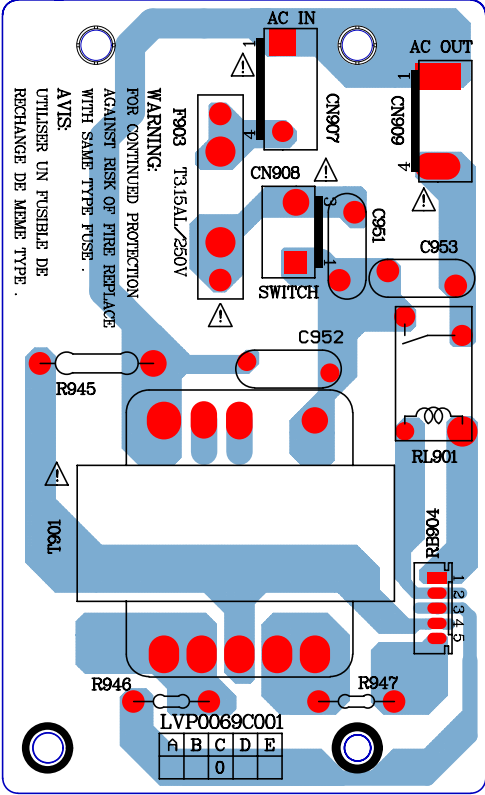 AC IN
AC OUT
1
4
CN907
1
4
CN909
F903
T3.15AL/250V
CN908
3
1
SWITCH
C951
C953
WARNING:
FOR CONTINUED PROTECTION
AGAINST RISK OF FIRE REPLACE
WITH SAME TYPE FUSE .
AVIS:
UTILISER UN FUSIBLE DE
RECHANGE DE MEME TYPE .
!
!
!
!
C952
R945
RL901
!
T901
RB904
1
2
3
4
5
R946
R947
LVP0069C001
A B C D E
0